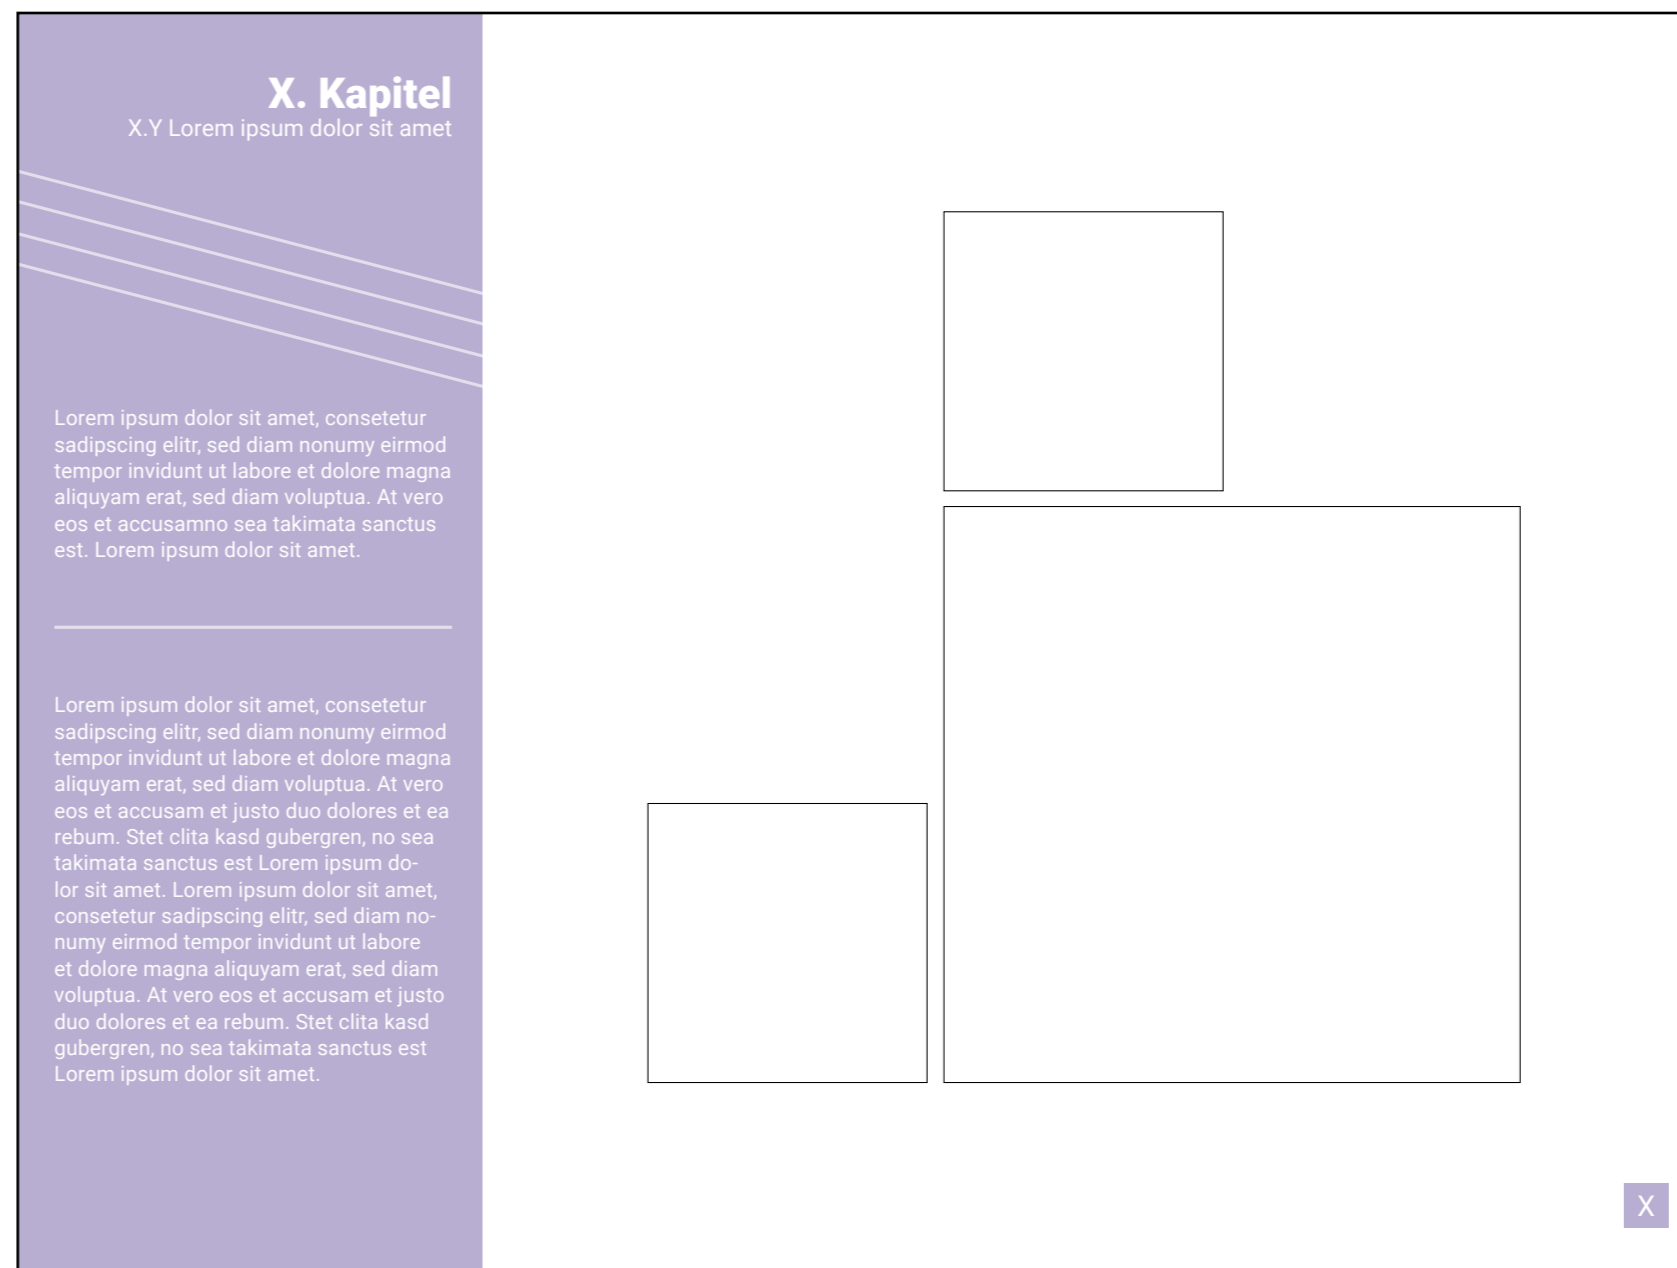 X. Kapitel
X.Y Lorem ipsum dolor sit amet
Lorem ipsum dolor sit amet, consetetur
sadipscing elitr, sed diam nonumy eirmod
tempor invidunt ut labore et dolore magna
aliquyam erat, sed diam voluptua. At vero
eos et accusamno sea takimata sanctus
est. Lorem ipsum dolor sit amet.
Lorem ipsum dolor sit amet, consetetur
sadipscing elitr, sed diam nonumy eirmod
tempor invidunt ut labore et dolore magna
aliquyam erat, sed diam voluptua. At vero
eos et accusam et justo duo dolores et ea
rebum. Stet clita kasd gubergren, no sea
takimata sanctus est Lorem ipsum do-
lor sit amet. Lorem ipsum dolor sit amet,
consetetur sadipscing elitr, sed diam no-
numy eirmod tempor invidunt ut labore
et dolore magna aliquyam erat, sed diam
voluptua. At vero eos et accusam et justo
duo dolores et ea rebum. Stet clita kasd
gubergren, no sea takimata sanctus est
Lorem ipsum dolor sit amet.
X